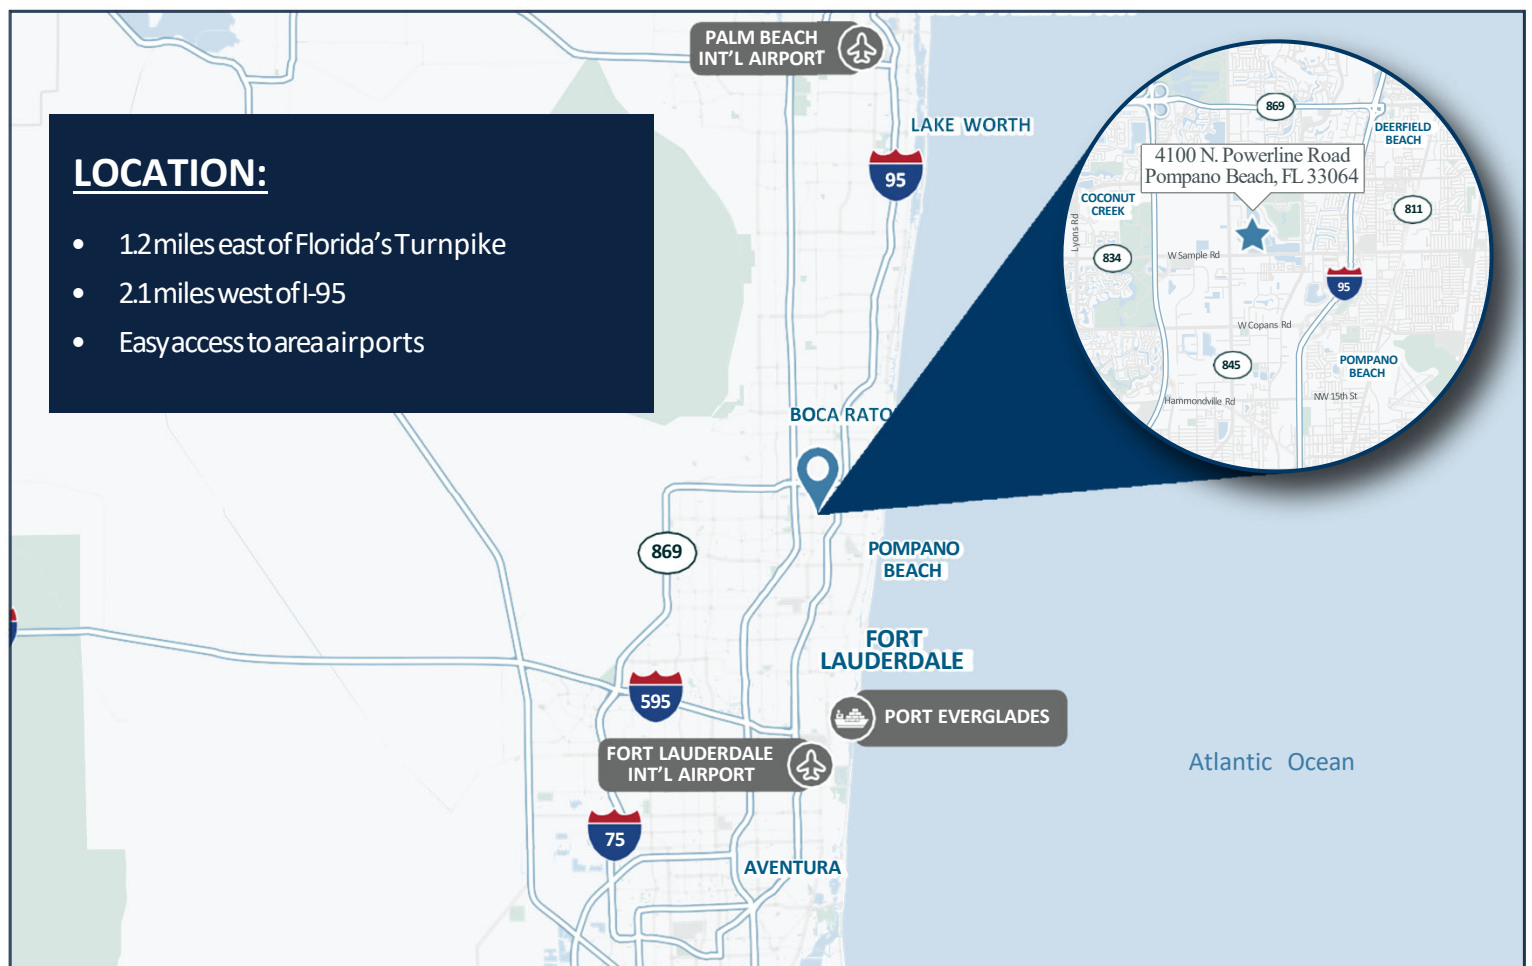 PALM BEACH
INT'L AIRPORT
LAKE WORTH
95
LOCATION:
• 1.2 miles east of Florida's Turnpike
• 2.1 miles west of I-95
• Easy access to area airports
869
DEERFIELD
BEACH
4100 N. Powerline Road
Pompano Beach, FL 33064
COCONUT
CREEK
811
Lyons Rd
834
W Sample Rd
95
W Copans Rd
845
POMPANO
BEACH
Hammondville Rd
NW 15th St
BOCA RATO
869
POMPANO
BEACH
FORT
LAUDERDALE
595
PORT EVERGLADES
FORT LAUDERDALE
INT'L AIRPORT
Atlantic Ocean
75
AVENTURA